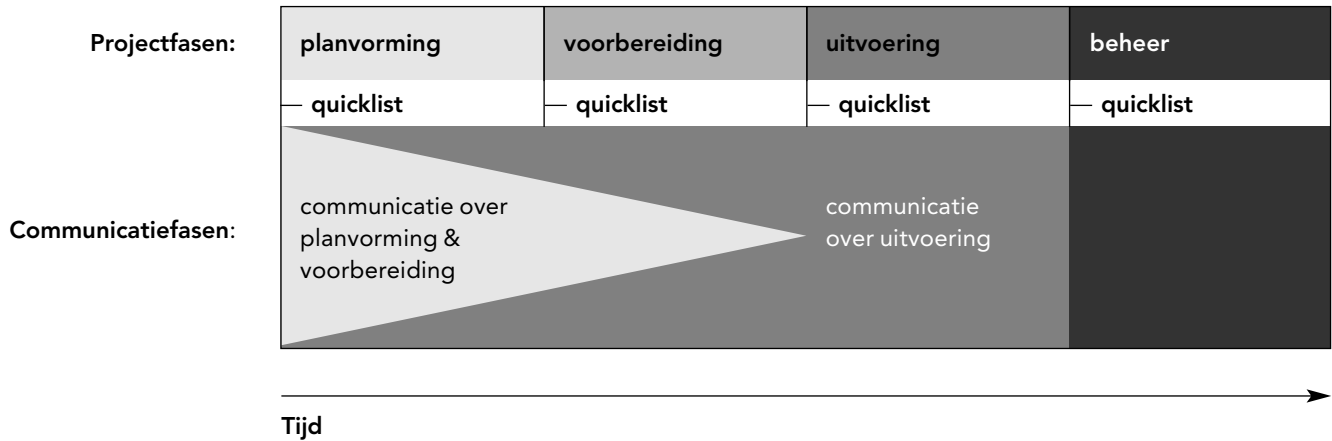 Projectfasen: planvorming voorbereiding uitvoering beheer
quicklist quicklist quicklist quicklist
Communicatiefasen:
communicatie over
planvorming &
voorbereiding
communicatie
over uitvoering
Tijd